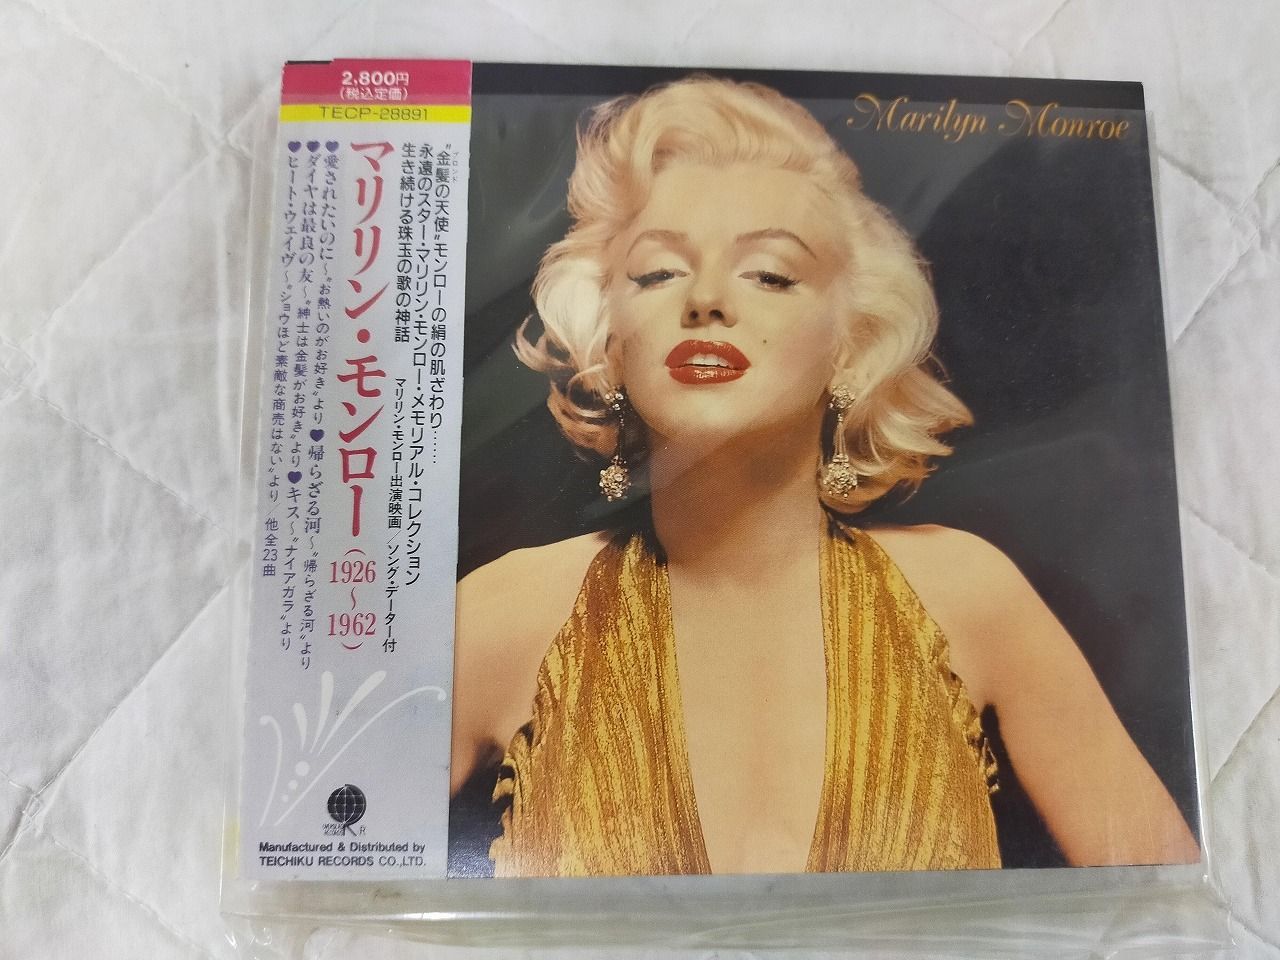 2,800円
(税込定価)
TECP-28891
Marilyn Monroe
ブロンド
“金髪の天使”モンローの絹の肌ざわり……
永遠のスター・マリリン・モンロー・メモリアル・コレクション
生き続ける珠玉の歌の神話
マリリン・モンロー出演映画/ソング・データー付
マリリン・モンロー(1926〜1962)
♥愛されたいのに〜“お熱いのがお好き”より♥帰らざる河〜“帰らざる河”より
♥ダイヤは最良の友〜“紳士は金髪がお好き”より♥キス〜“ナイアガラ”より
♥ヒート・ウェイヴ〜“ショウほど素敵な商売はない”より/他全23曲
OVERSEAS
RECORDS
R
Manufactured & Distributed by
TEICHIKU RECORDS CO.,LTD.